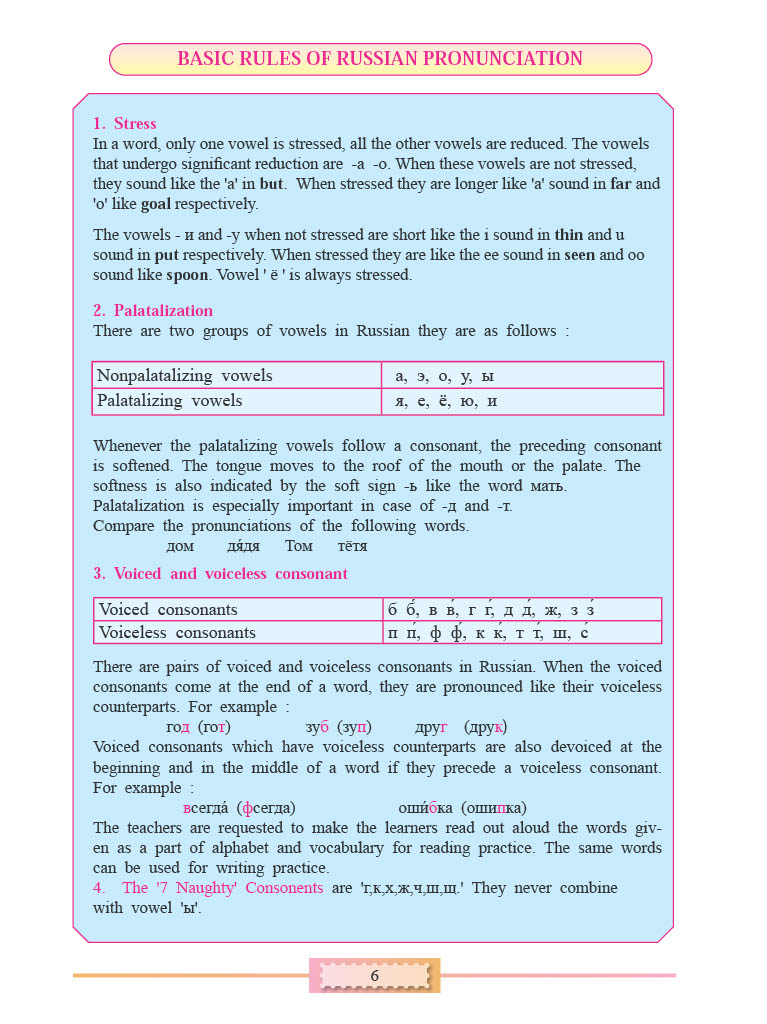 BASIC RULES OF RUSSIAN PRONUNCIATION
1. Stress
In a word, only one vowel is stressed, all the other vowels are reduced. The vowels
that undergo significant reduction are -а -о. When these vowels are not stressed,
they sound like the 'a' in but. When stressed they are longer like 'a' sound in far and
'o' like goal respectively.
The vowels - и and -у when not stressed are short like the i sound in thin and u
sound in put respectively. When stressed they are like the ee sound in seen and oo
sound like spoon. Vowel ' ё ' is always stressed.
2. Palatalization
There are two groups of vowels in Russian they are as follows :
Nonpalatalizing vowels а, э, о, у, ы
Palatalizing vowels я, е, ё, ю, и
Whenever the palatalizing vowels follow a consonant, the preceding consonant
is softened. The tongue moves to the roof of the mouth or the palate. The
softness is also indicated by the soft sign -ь like the word мать.
Palatalization is especially important in case of -д and -т.
Compare the pronunciations of the following words.
дом дя́дя Том тётя
3. Voiced and voiceless consonant
Voiced consonants б б́, в в́, г ѓ, д д́, ж, з з́
Voiceless consonants п п́, ф ф́, к ќ, т т́, ш, с́
There are pairs of voiced and voiceless consonants in Russian. When the voiced
consonants come at the end of a word, they are pronounced like their voiceless
counterparts. For example :
год (гот) зуб (зуп) друг (друк)
Voiced consonants which have voiceless counterparts are also devoiced at the
beginning and in the middle of a word if they precede a voiceless consonant.
For example :
всегда́ (фсегда) оши́бка (ошипка)
The teachers are requested to make the learners read out aloud the words giv-
en as a part of alphabet and vocabulary for reading practice. The same words
can be used for writing practice.
4. The '7 Naughty' Consonents are 'г,к,х,ж,ч,ш,щ.' They never combine
with vowel 'ы'.
6